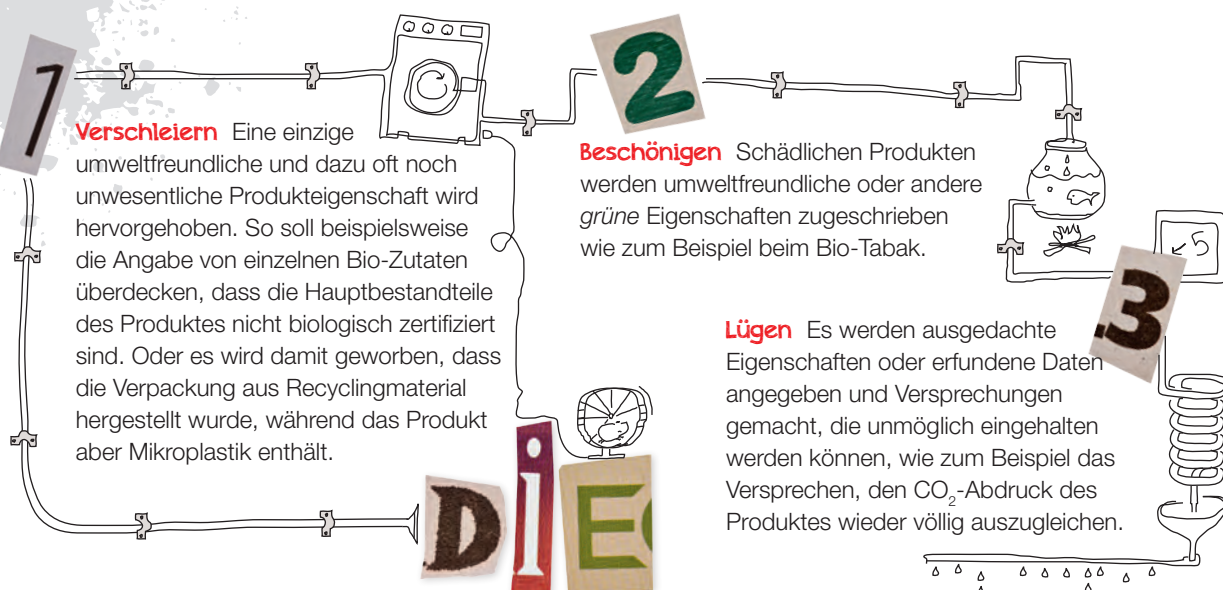 1
Verschleiern Eine einzige
umweltfreundliche und dazu oft noch
unwesentliche Produkteigenschaft wird
hervorgehoben. So soll beispielsweise
die Angabe von einzelnen Bio-Zutaten
überdecken, dass die Hauptbestandteile
des Produktes nicht biologisch zertifiziert
sind. Oder es wird damit geworben, dass
die Verpackung aus Recyclingmaterial
hergestellt wurde, während das Produkt
aber Mikroplastik enthält.
2
Beschönigen Schädlichen Produkten
werden umweltfreundliche oder andere
grüne Eigenschaften zugeschrieben
wie zum Beispiel beim Bio-Tabak.
5
3
Lügen Es werden ausgedachte
Eigenschaften oder erfundene Daten
angegeben und Versprechungen
gemacht, die unmöglich eingehalten
werden können, wie zum Beispiel das
Versprechen, den CO₂-Abdruck des
Produktes wieder völlig auszugleichen.
DiE